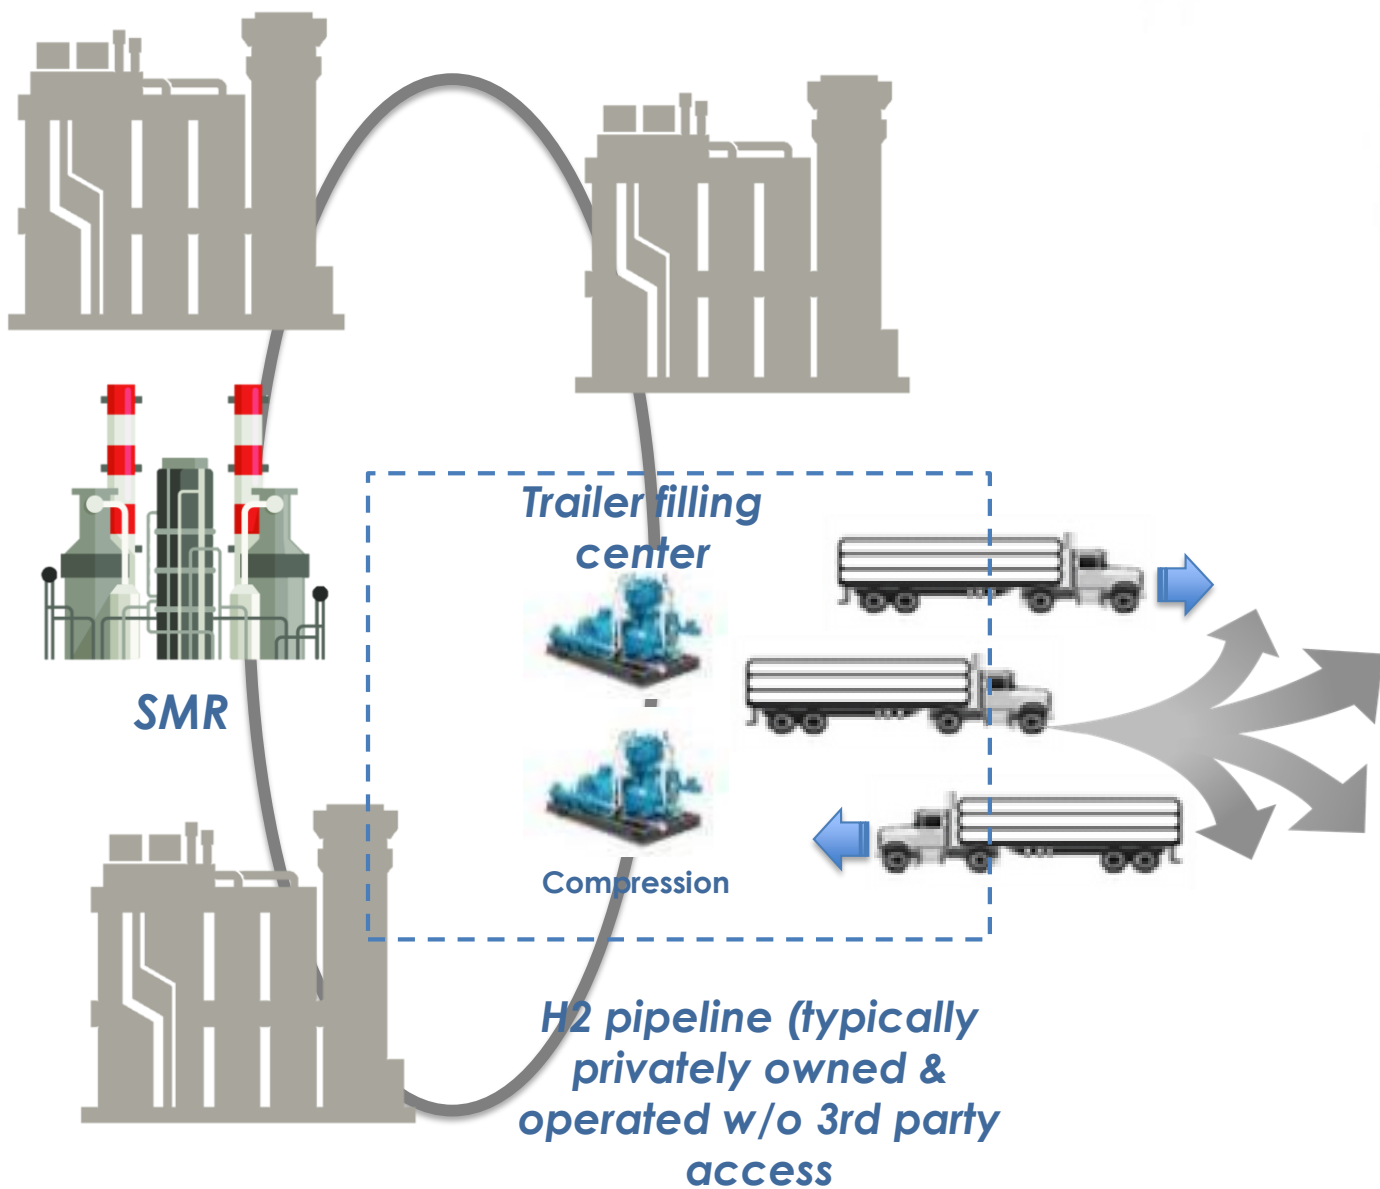 Trailer filling
center
SMR
Compression
H2 pipeline (typically
privately owned &
operated w/o 3rd party
access